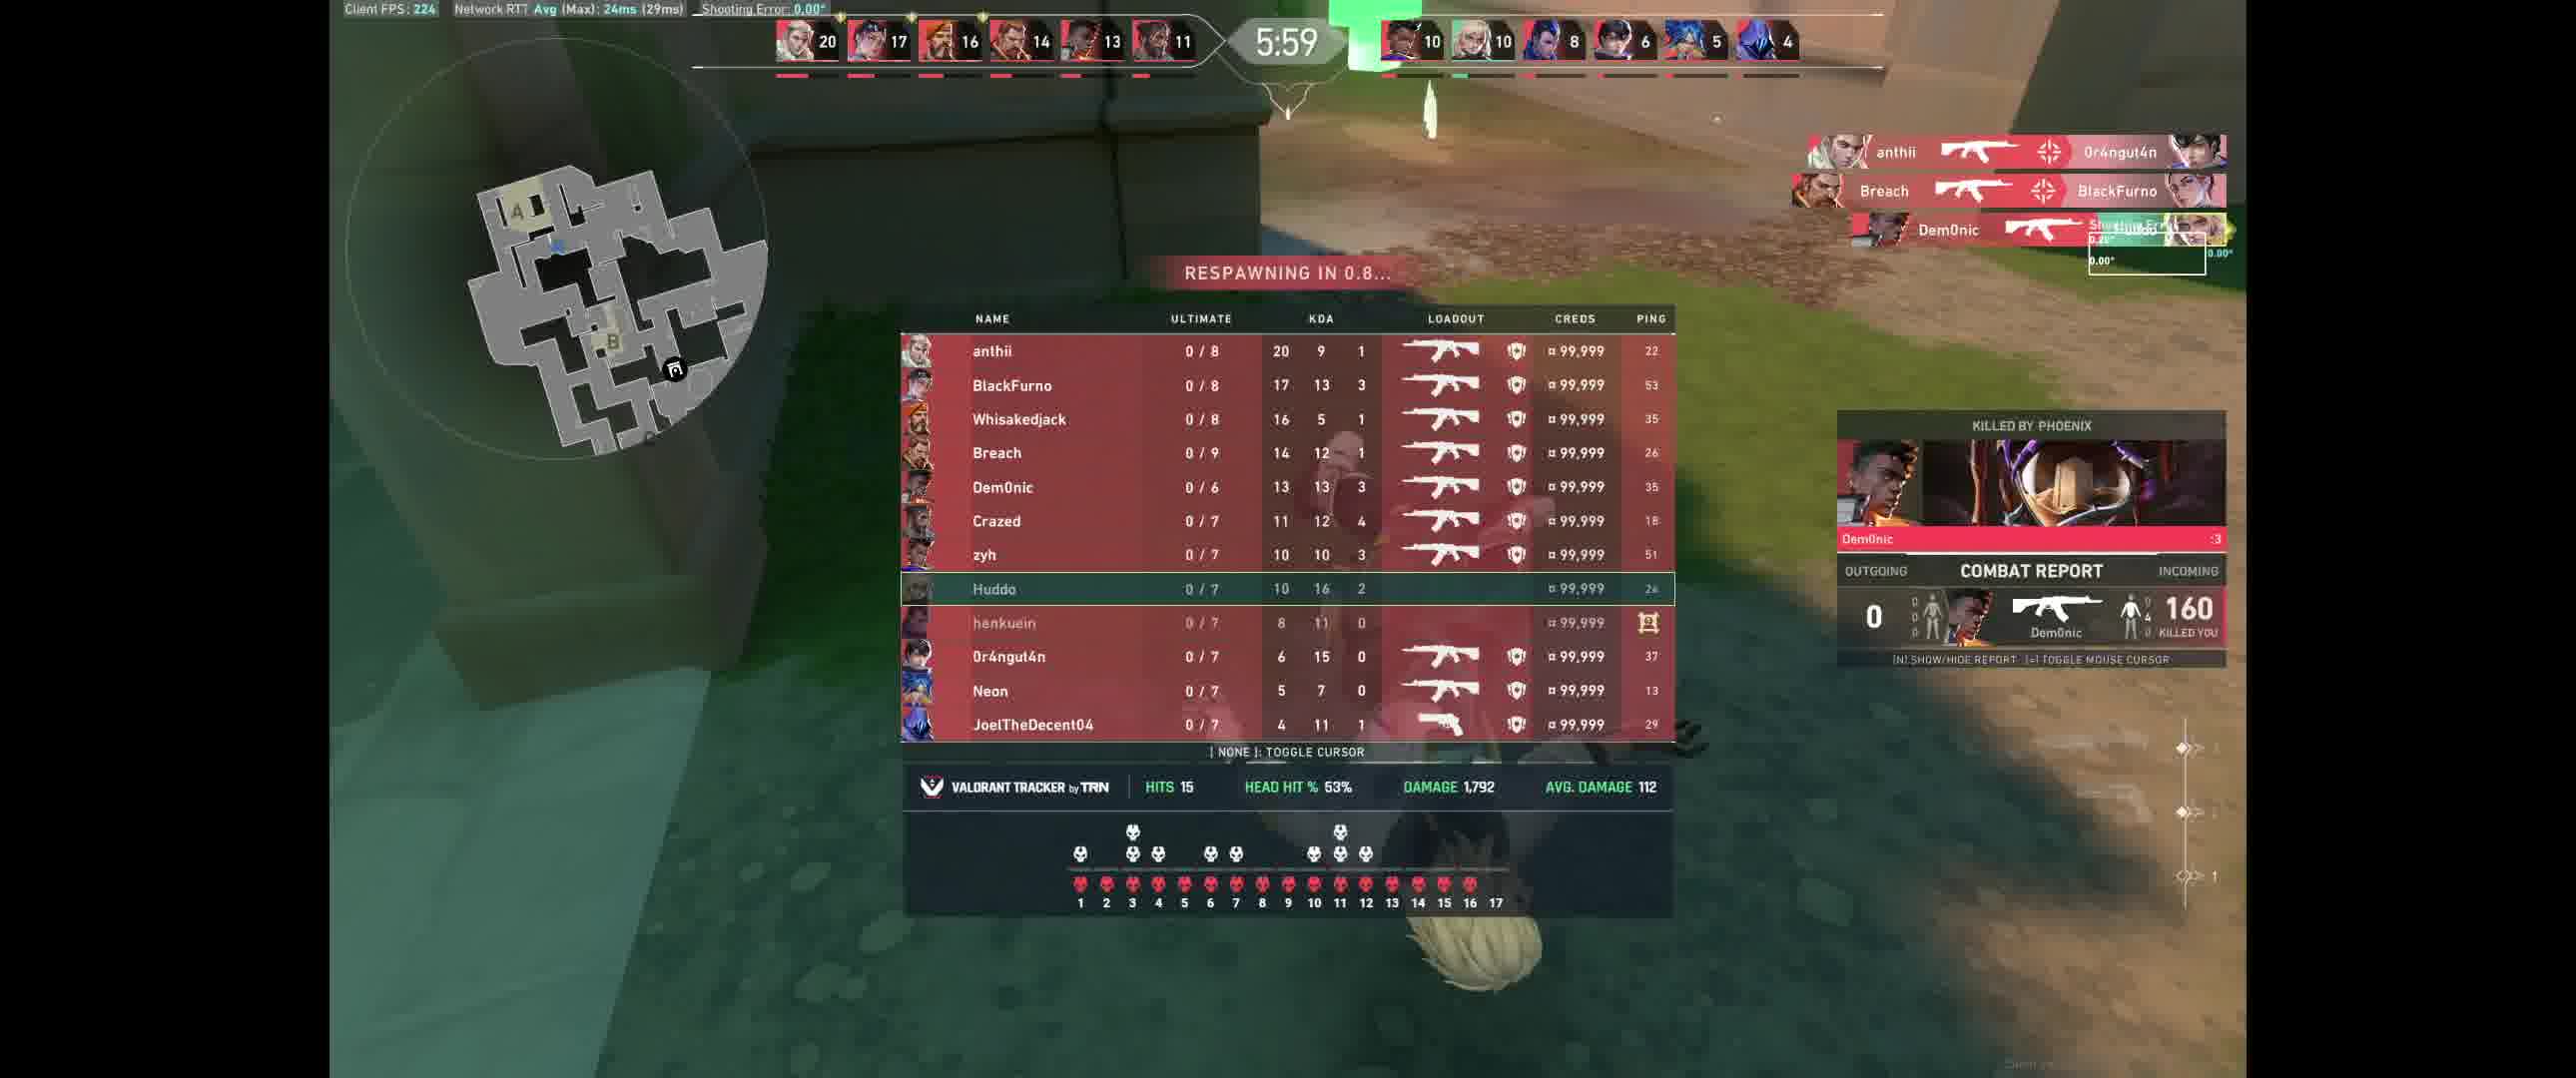 Client FPS: 224 Network RTT Avg (Max): 24ms (29ms) Shooting Error: 0.00°
20 17 16 14 13 11 5:59 10 10 8 6 5 4
A
B
anthii 0r4ngut4n
Breach BlackFurno
Dem0nic
0.00° 0.00°
RESPAWNING IN 0.8...
NAME ULTIMATE KDA LOADOUT CREDS PING
anthii 0 / 8 20 9 1 ¤ 99,999 22
BlackFurno 0 / 8 17 13 3 ¤ 99,999 53
Whisakedjack 0 / 8 16 5 1 ¤ 99,999 35
Breach 0 / 9 14 12 1 ¤ 99,999 26
Dem0nic 0 / 6 13 13 3 ¤ 99,999 35
Crazed 0 / 7 11 12 4 ¤ 99,999 18
zyh 0 / 7 10 10 3 ¤ 99,999 51
Huddo 0 / 7 10 16 2 ¤ 99,999 26
henkuein 0 / 7 8 11 0 ¤ 99,999
0r4ngut4n 0 / 7 6 15 0 ¤ 99,999 37
Neon 0 / 7 5 7 0 ¤ 99,999 13
JoelTheDecent04 0 / 7 4 11 1 ¤ 99,999 29
[ NONE ]: TOGGLE CURSOR
VALORANT TRACKER by TRN HITS 15 HEAD HIT % 53% DAMAGE 1,792 AVG. DAMAGE 112
1 2 3 4 5 6 7 8 9 10 11 12 13 14 15 16 17
KILLED BY PHOENIX
Dem0nic :3
OUTGOING COMBAT REPORT INCOMING
0 Dem0nic 160
KILLED YOU
[N] SHOW/HIDE REPORT [=] TOGGLE MOUSE CURSOR
1